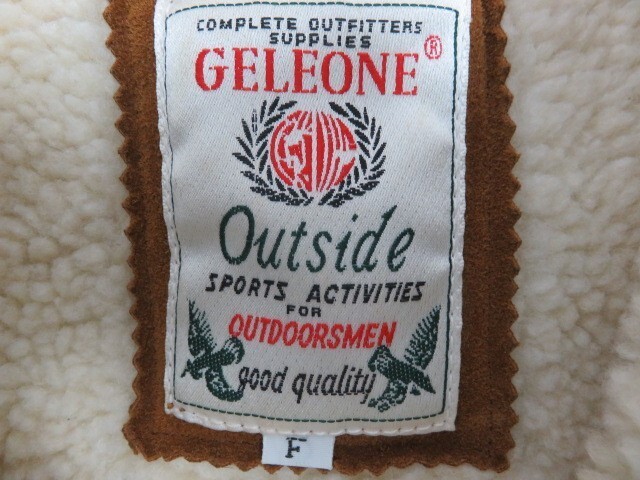 COMPLETE OUTFITTERS
SUPPLIES
GELEONE®
Outside
SPORTS ACTIVITIES
FOR
OUTDOORSMEN
good quality
F